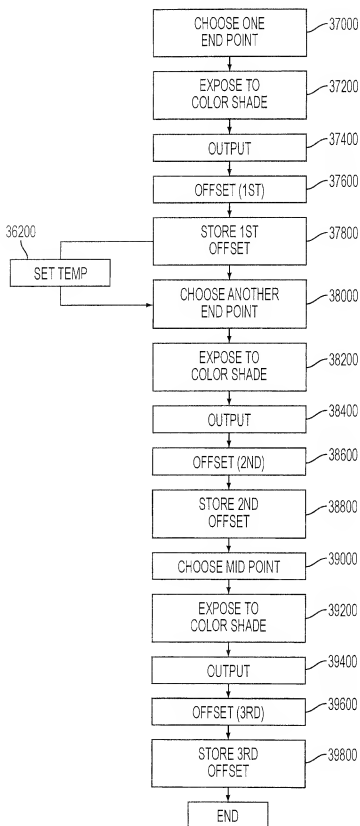 CHOOSE ONE
END POINT
37000
EXPOSE TO
COLOR SHADE
37200
OUTPUT
37400
OFFSET (1ST)
37600
STORE 1ST
OFFSET
37800
36200
SET TEMP
CHOOSE ANOTHER
END POINT
38000
EXPOSE TO
COLOR SHADE
38200
OUTPUT
38400
OFFSET (2ND)
38600
STORE 2ND
OFFSET
38800
CHOOSE MID POINT
39000
EXPOSE TO
COLOR SHADE
39200
OUTPUT
39400
OFFSET (3RD)
39600
STORE 3RD
OFFSET
39800
END